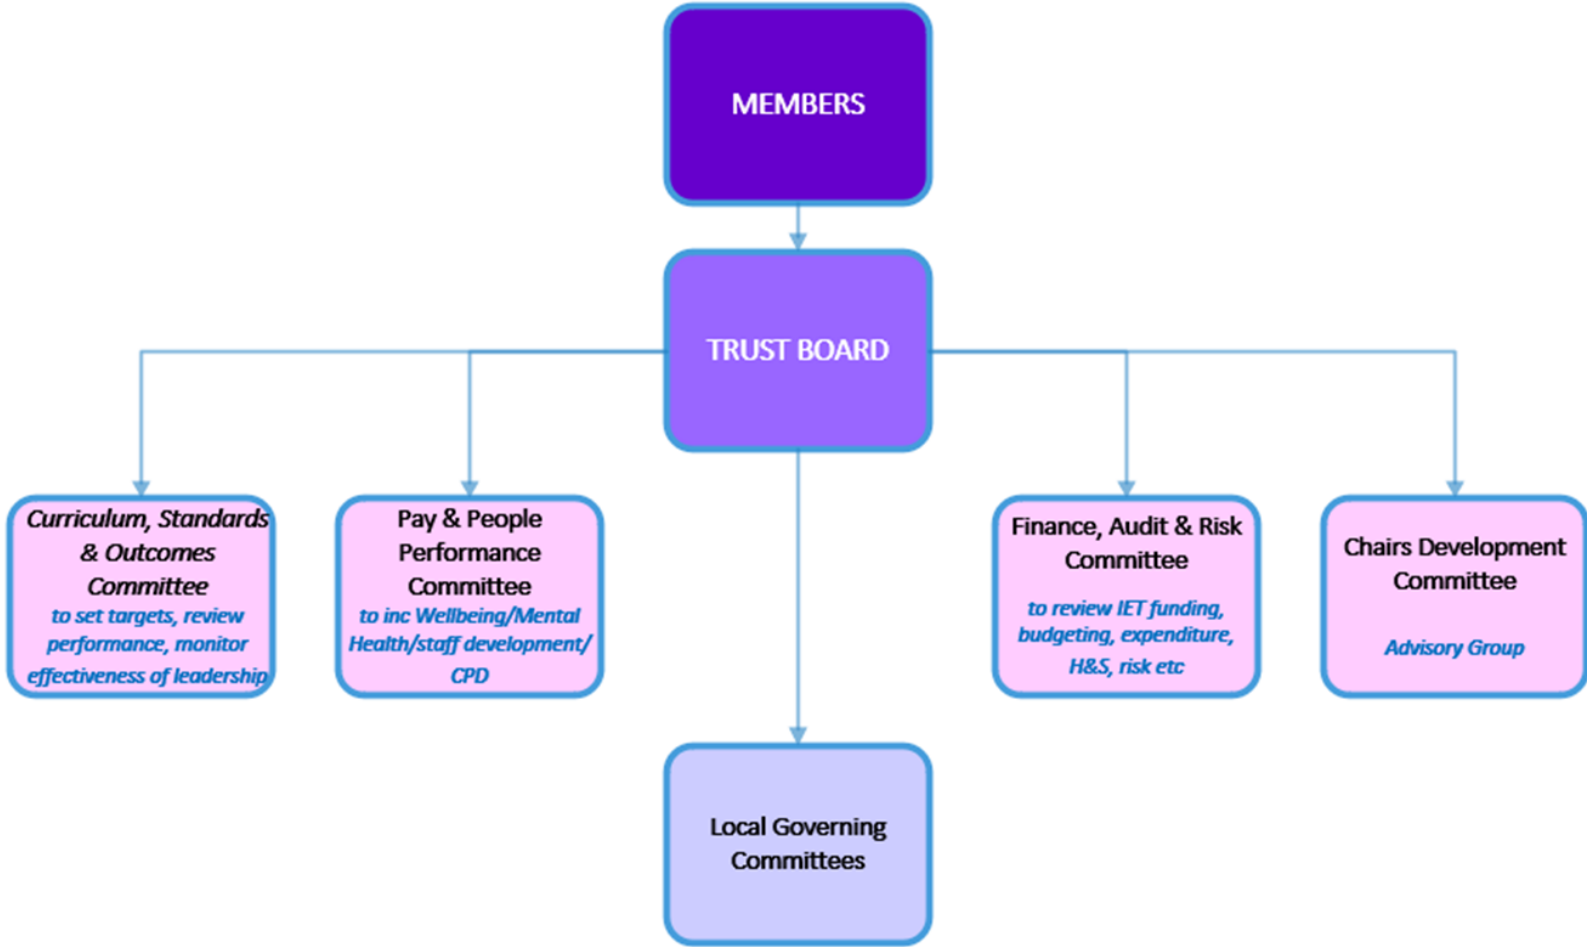 MEMBERS
TRUST BOARD
Curriculum, Standards
& Outcomes
Committee
to set targets, review
performance, monitor
effectiveness of leadership
Pay & People
Performance
Committee
to inc Wellbeing/Mental
Health/staff development/
CPD
Finance, Audit & Risk
Committee
to review IET funding,
budgeting, expenditure,
H&S, risk etc
Chairs Development
Committee
Advisory Group
Local Governing
Committees